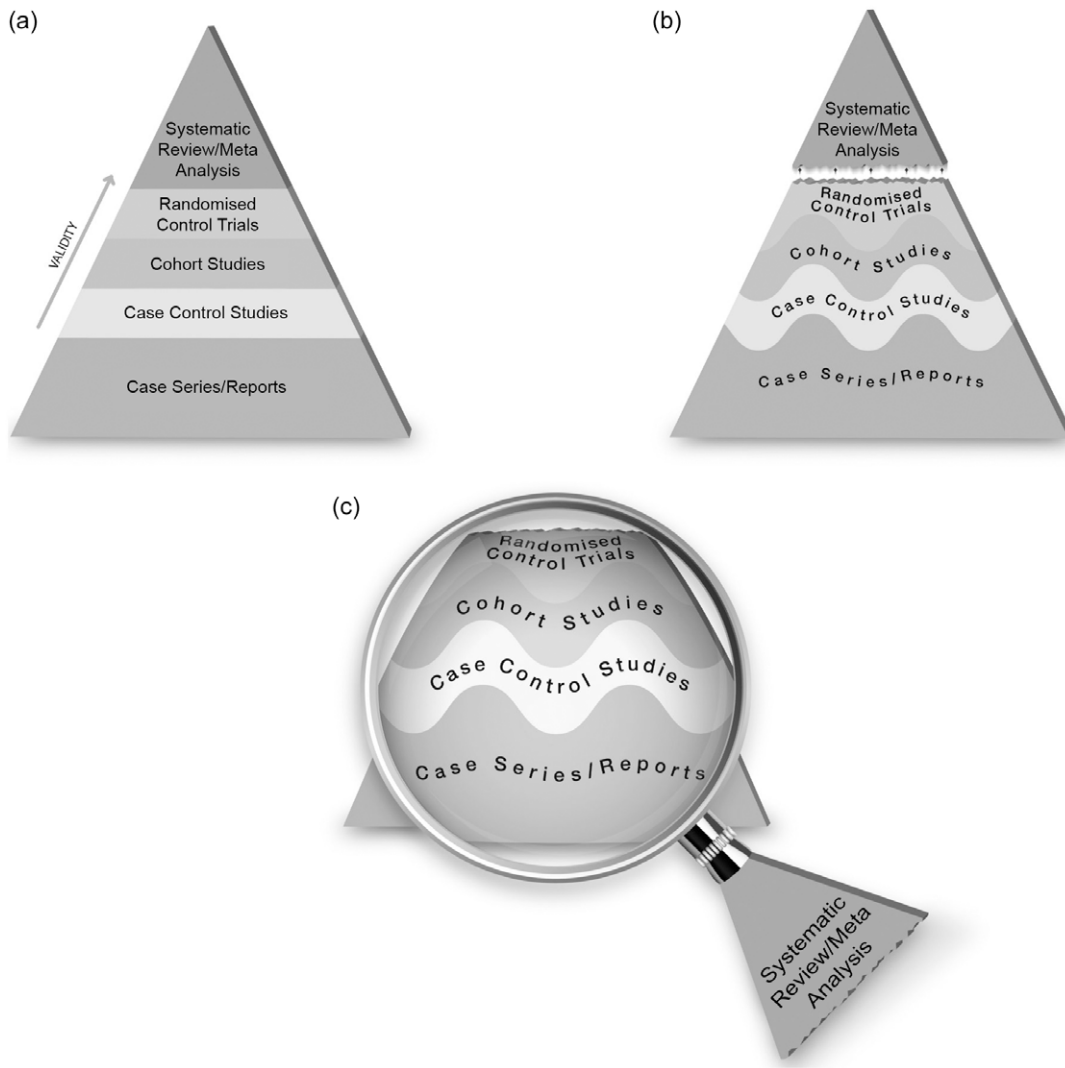 (a)
Systematic
Review/Meta
Analysis
Randomised
Control Trials
Cohort Studies
Case Control Studies
Case Series/Reports
VALIDITY
(b)
Systematic
Review/Meta
Analysis
Randomised
Control Trials
Cohort Studies
Case Control Studies
Case Series/Reports
(c)
Randomised
Control Trials
Cohort Studies
Case Control Studies
Case Series/Reports
Systematic
Review/Meta
Analysis